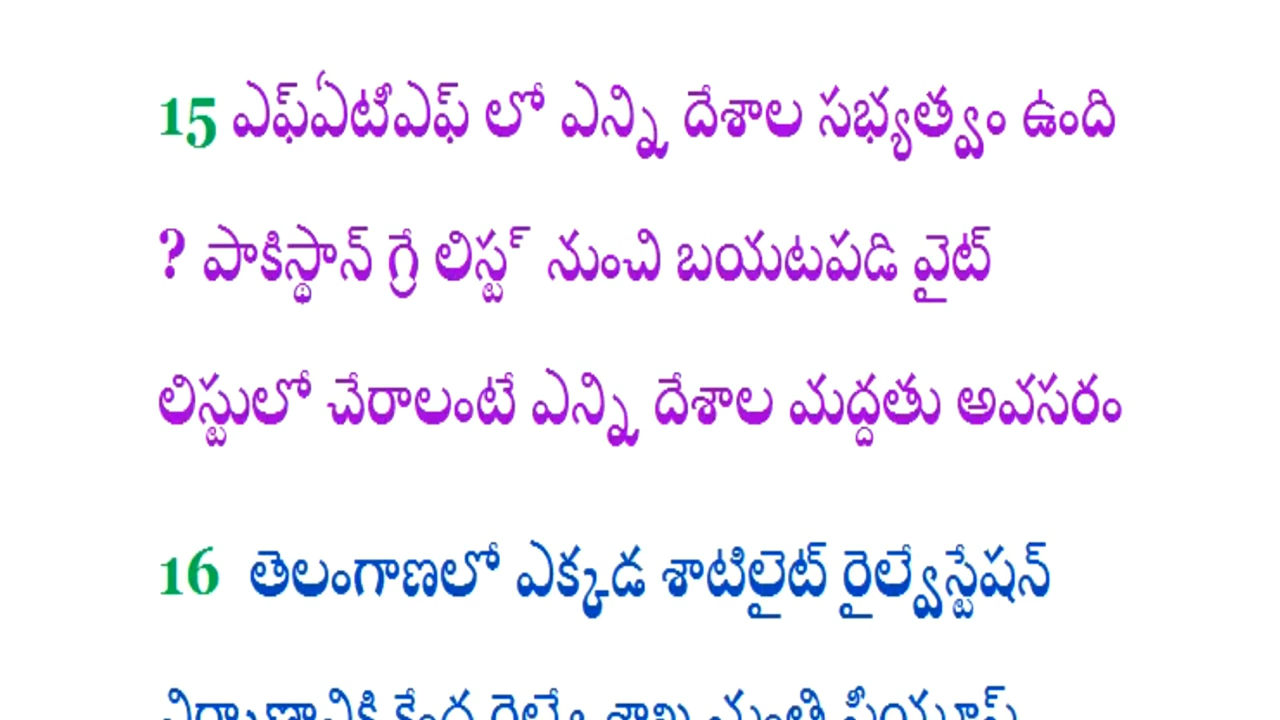 15 ఎఫ్ఏటీఎఫ్ లో ఎన్ని దేశాల సభ్యత్వం ఉంది
? పాకిస్థాన్ గ్రే లిస్ట్ నుంచి బయటపడి వైట్
లిస్టులో చేరాలంటే ఎన్ని దేశాల మద్దతు అవసరం
16 తెలంగాణలో ఎక్కడ శాటిలైట్ రైల్వేస్టేషన్
నిర్మాణానికి కేంద్ర రైల్వే శాఖ మంత్రి పీయూష్